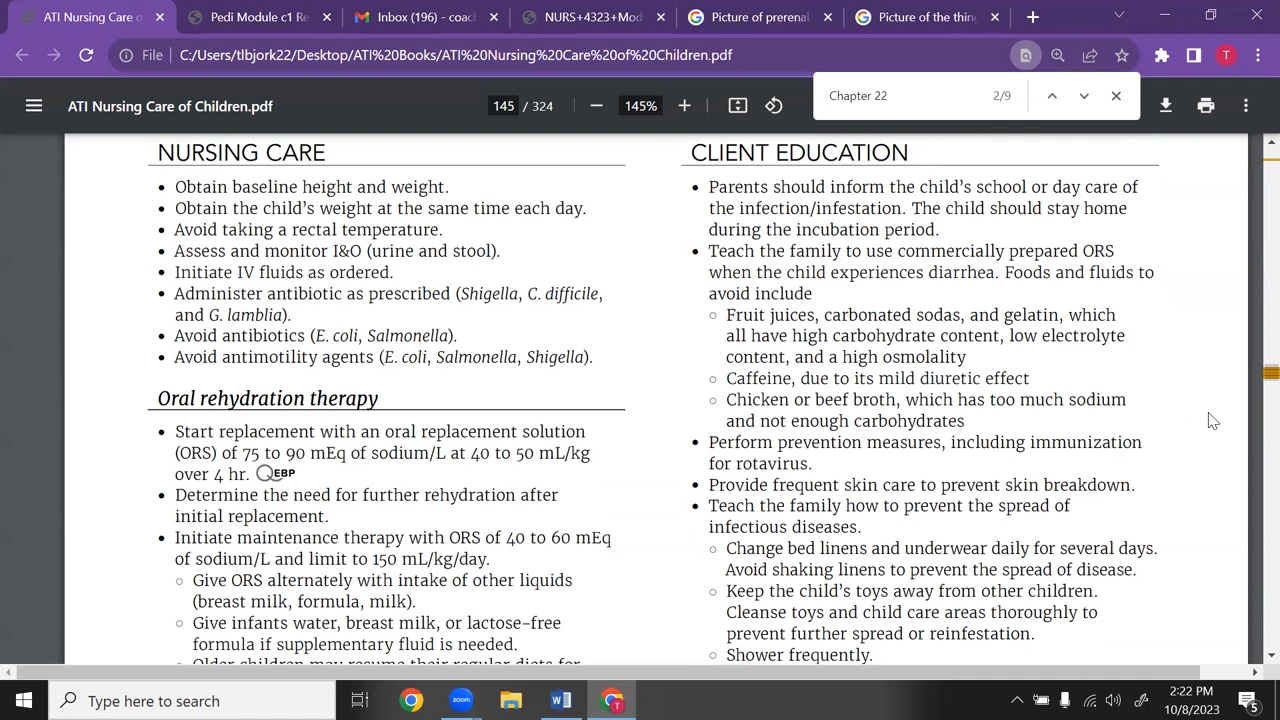 ATI Nursing Care of
Pedi Module c1 Re
Inbox (196) - coac
NURS+4323+Mod
Picture of prerenal
Picture of the thing
File
C:/Users/tlbjork22/Desktop/ATI%20Books/ATI%20Nursing%20Care%20of%20Children.pdf
T
ATI Nursing Care of Children.pdf
145 / 324
145%
Chapter 22
2/9
NURSING CARE
• Obtain baseline height and weight.
• Obtain the child's weight at the same time each day.
• Avoid taking a rectal temperature.
• Assess and monitor I&O (urine and stool).
• Initiate IV fluids as ordered.
• Administer antibiotic as prescribed (Shigella, C. difficile,
and G. lamblia).
• Avoid antibiotics (E. coli, Salmonella).
• Avoid antimotility agents (E. coli, Salmonella, Shigella).
Oral rehydration therapy
• Start replacement with an oral replacement solution
(ORS) of 75 to 90 mEq of sodium/L at 40 to 50 mL/kg
over 4 hr. QEBP
• Determine the need for further rehydration after
initial replacement.
• Initiate maintenance therapy with ORS of 40 to 60 mEq
of sodium/L and limit to 150 mL/kg/day.
○ Give ORS alternately with intake of other liquids
(breast milk, formula, milk).
○ Give infants water, breast milk, or lactose-free
formula if supplementary fluid is needed.
○ Older children may resume their regular diets for
CLIENT EDUCATION
• Parents should inform the child's school or day care of
the infection/infestation. The child should stay home
during the incubation period.
• Teach the family to use commercially prepared ORS
when the child experiences diarrhea. Foods and fluids to
avoid include
○ Fruit juices, carbonated sodas, and gelatin, which
all have high carbohydrate content, low electrolyte
content, and a high osmolality
○ Caffeine, due to its mild diuretic effect
○ Chicken or beef broth, which has too much sodium
and not enough carbohydrates
• Perform prevention measures, including immunization
for rotavirus.
• Provide frequent skin care to prevent skin breakdown.
• Teach the family how to prevent the spread of
infectious diseases.
○ Change bed linens and underwear daily for several days.
Avoid shaking linens to prevent the spread of disease.
○ Keep the child's toys away from other children.
Cleanse toys and child care areas thoroughly to
prevent further spread or reinfestation.
○ Shower frequently.
Type here to search
zoom
W
T
2:22 PM
10/8/2023
5